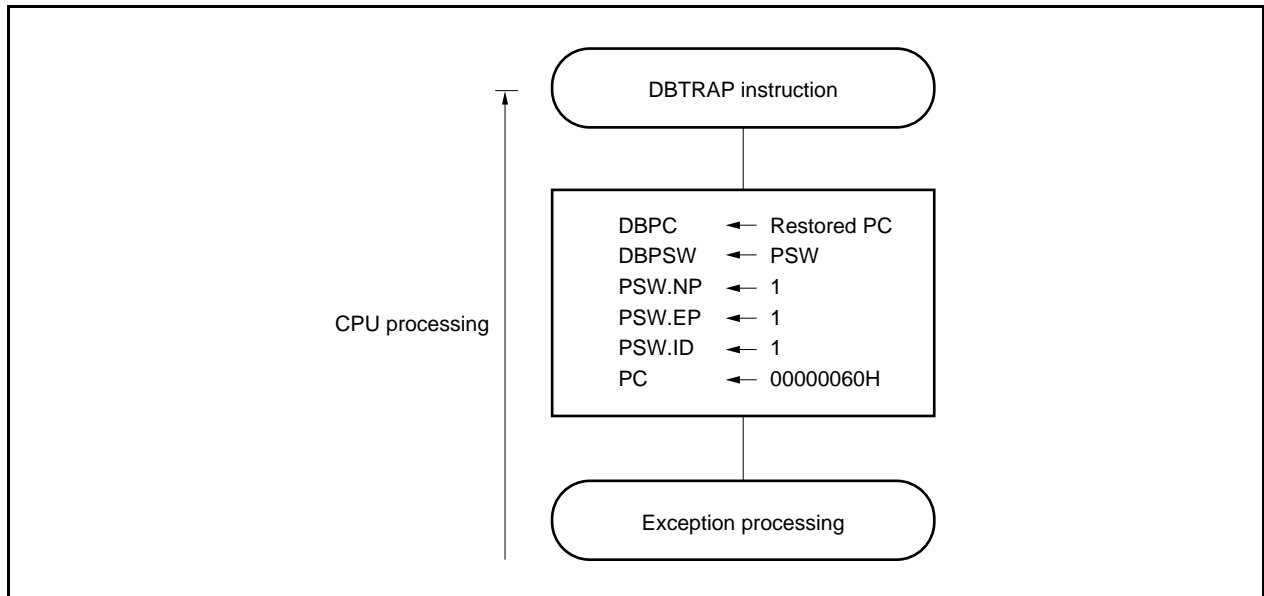 DBTRAP instruction
DBPC ← Restored PC
DBPSW ← PSW
PSW.NP ← 1
PSW.EP ← 1
PSW.ID ← 1
PC ← 00000060H
CPU processing
Exception processing